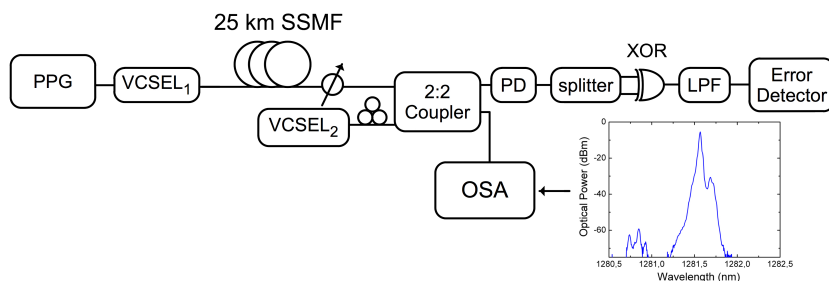 25 km SSMF
XOR
PPG
VCSEL1
2:2
Coupler
PD
splitter
LPF
Error
Detector
VCSEL2
OSA
Optical Power (dBm)
0
-20
-40
-60
1280,5
1281,0
1281,5
1282,0
1282,5
Wavelength (nm)